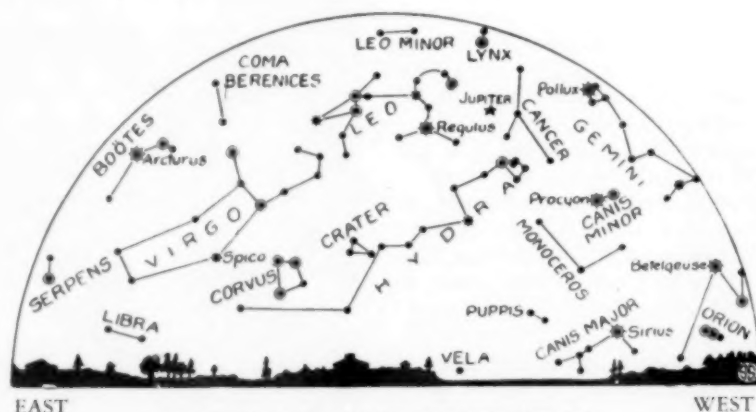 LEO MINOR
LYNX
COMA
BERENICES
JUPITER
Pollux
CANCER
GEMINI
LEO
Regulus
BOÖTES
Arcturus
Procyon
CANIS
MINOR
HYDRA
CRATER
MONOCEROS
VIRGO
Spica
SERPENS
CORVUS
Betelgeuse
LIBRA
PUPPIS
CANIS MAJOR
Sirius
ORION
VELA
EAST
WEST